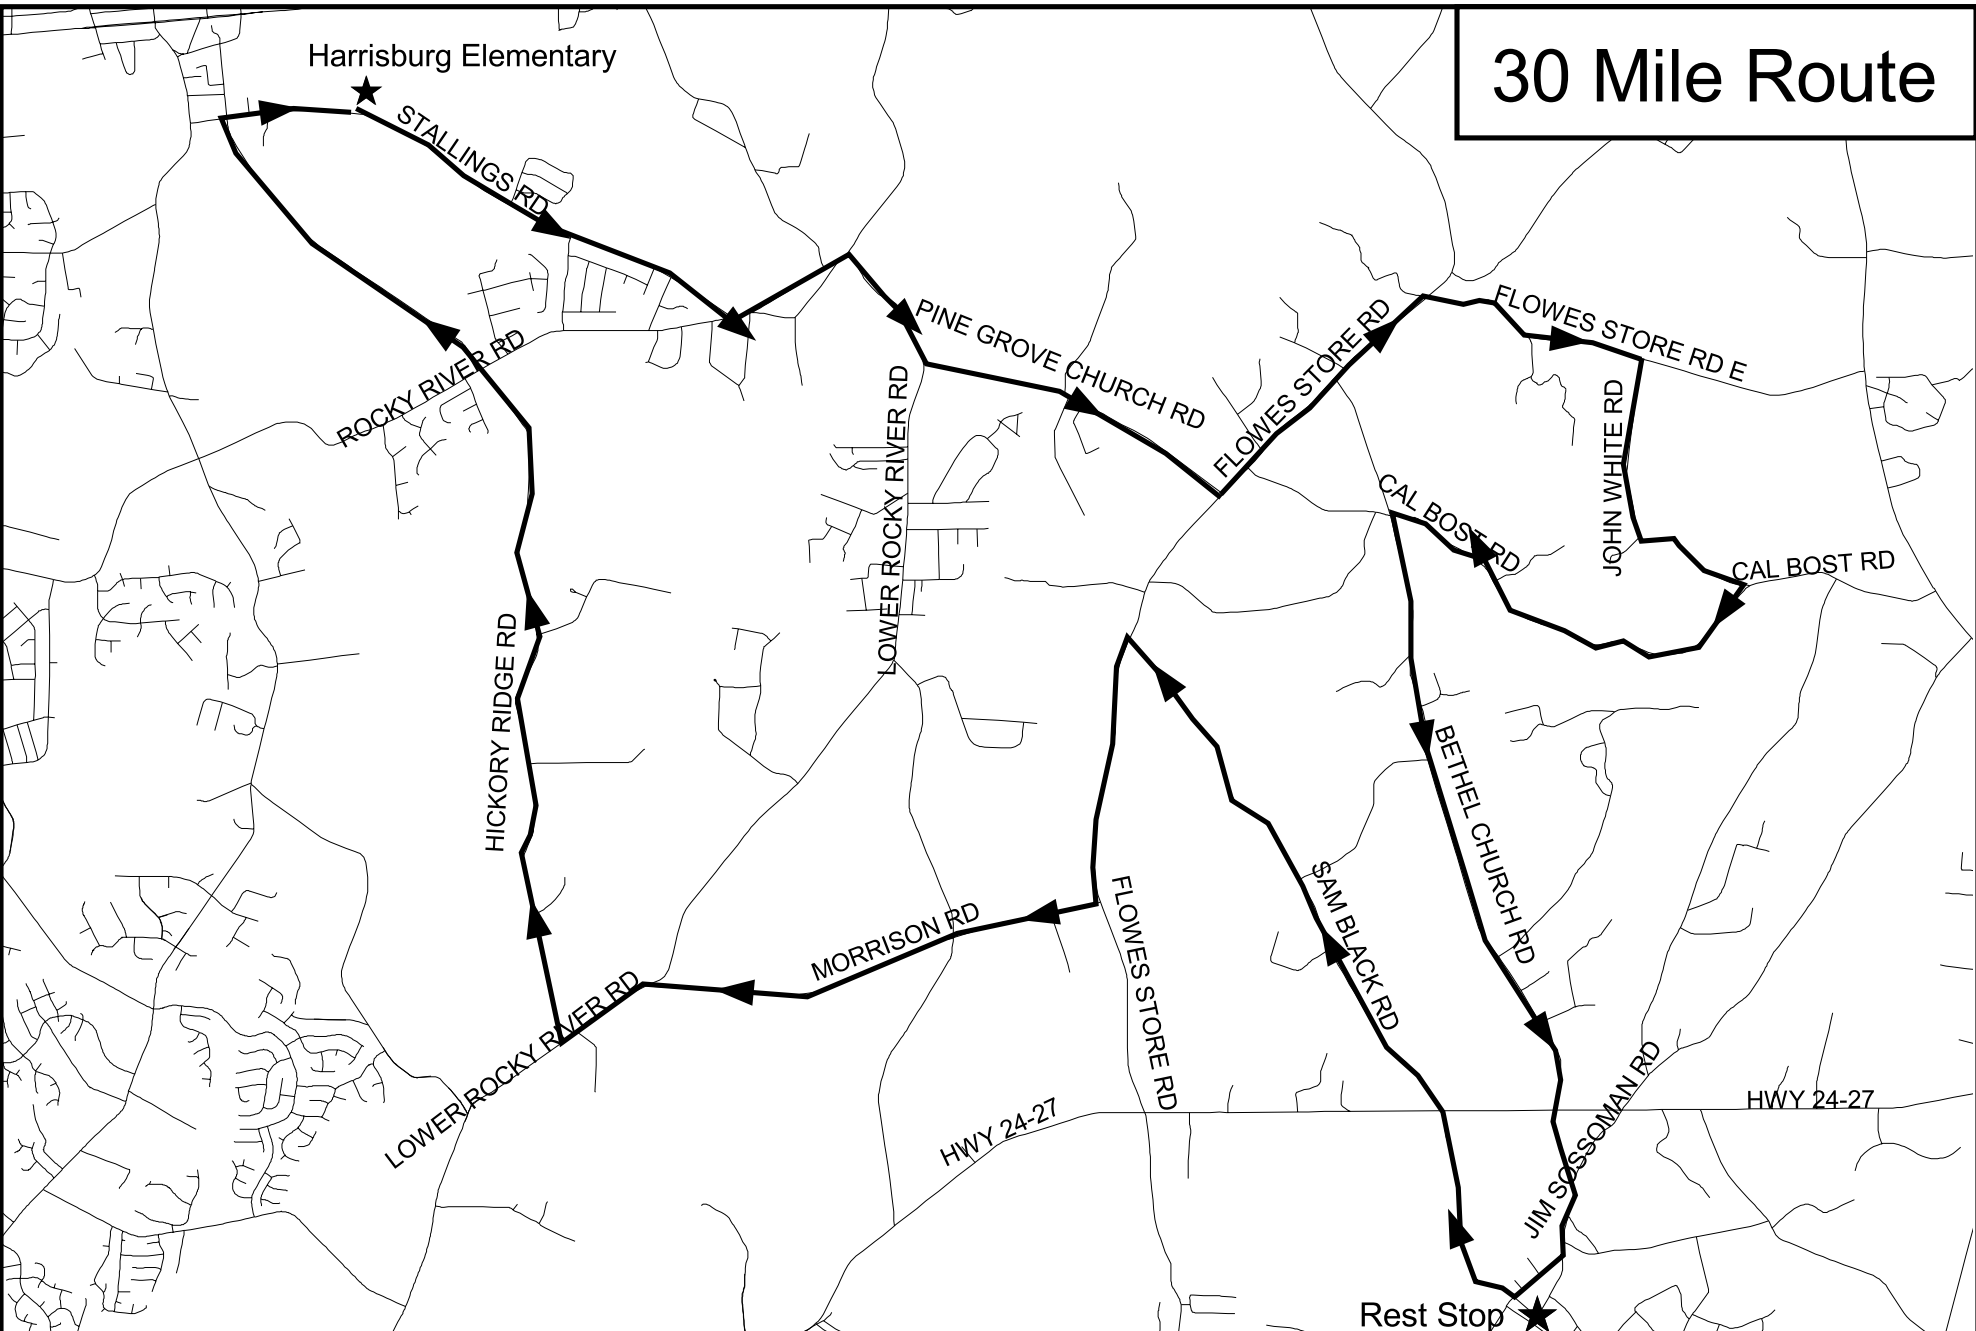 30 Mile Route
Harrisburg Elementary
STALLINGS RD
PINE GROVE CHURCH RD
FLOWES STORE RD
FLOWES STORE RD E
ROCKY RIVER RD
LOWER ROCKY RIVER RD
JOHN WHITE RD
CAL BOST RD
CAL BOST RD
HICKORY RIDGE RD
BETHEL CHURCH RD
SAM BLACK RD
FLOWES STORE RD
MORRISON RD
LOWER ROCKY RIVER RD
JIM SOSSOMAN RD
HWY 24-27
HWY 24-27
Rest Stop